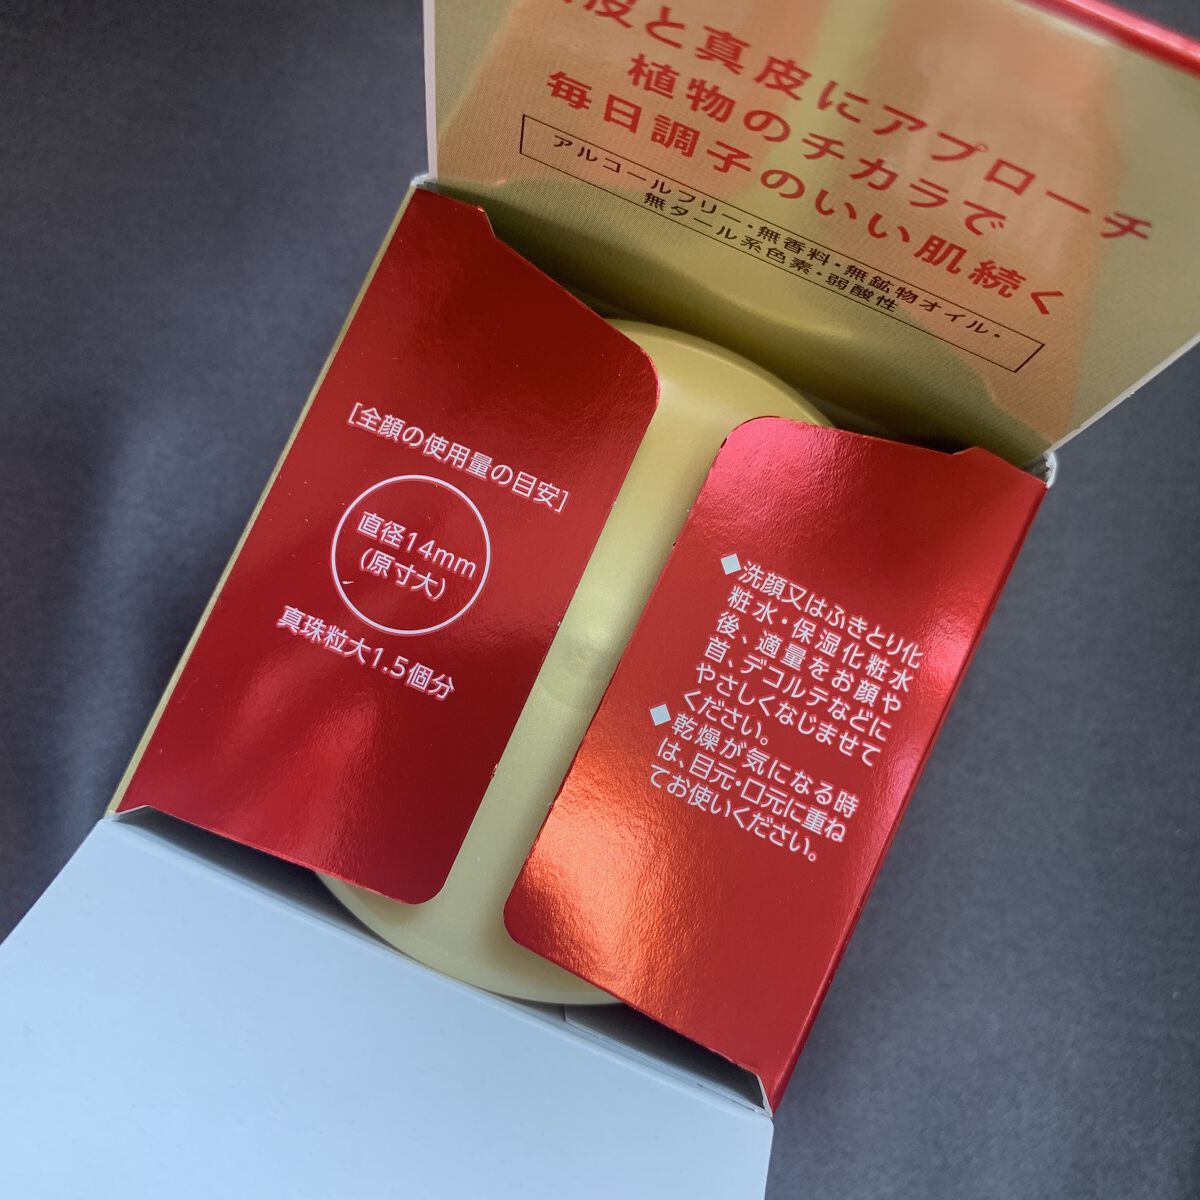 皮と真皮にアプローチ
植物のチカラで
毎日調子のいい肌続く
アルコールフリー・無香料・無鉱物オイル・
無タール系色素・弱酸性
[全顔の使用量の目安]
直径14mm
(原寸大)
真珠粒大1.5個分
◆洗顔又はふきとり化
粧水・保湿化粧水
後、適量をお顔や
首、デコルテなどに
やさしくなじませて
ください。
◆乾燥が気になる時
は、目元・口元に重ね
てお使いください。